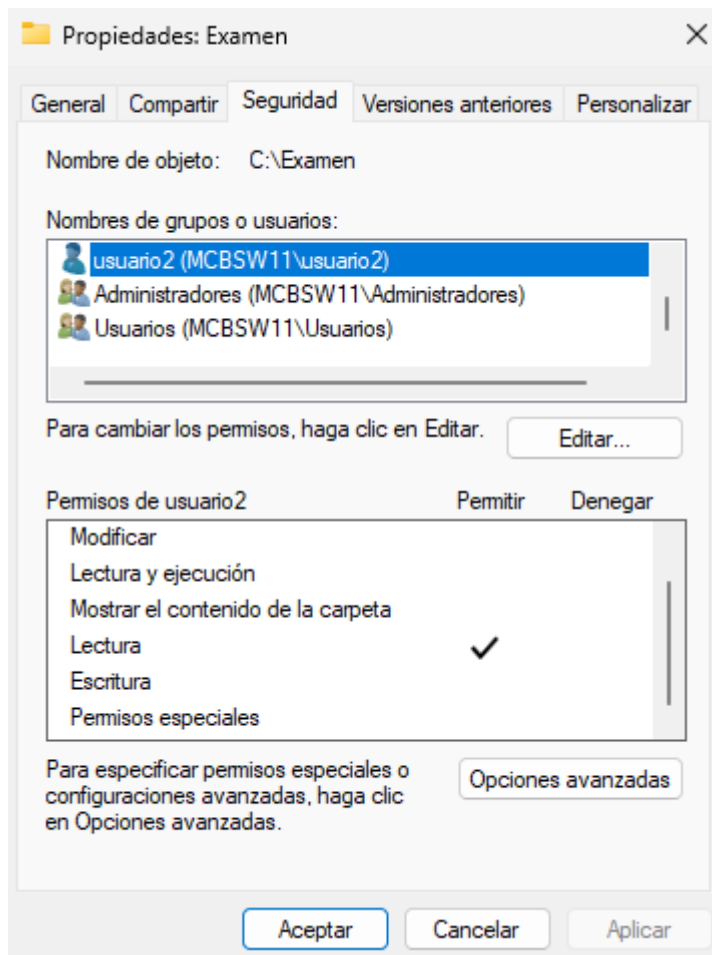 Propiedades: Examen
General Compartir Seguridad Versiones anteriores Personalizar
Nombre de objeto: C:\Examen
Nombres de grupos o usuarios:
usuario2 (MCBSW11\usuario2)
Administradores (MCBSW11\Administradores)
Usuarios (MCBSW11\Usuarios)
Para cambiar los permisos, haga clic en Editar. Editar...
Permisos de usuario2 Permitir Denegar
Modificar
Lectura y ejecución
Mostrar el contenido de la carpeta
Lectura
Escritura
Permisos especiales
Para especificar permisos especiales o
configuraciones avanzadas, haga clic
en Opciones avanzadas.
Opciones avanzadas
Aceptar Cancelar Aplicar